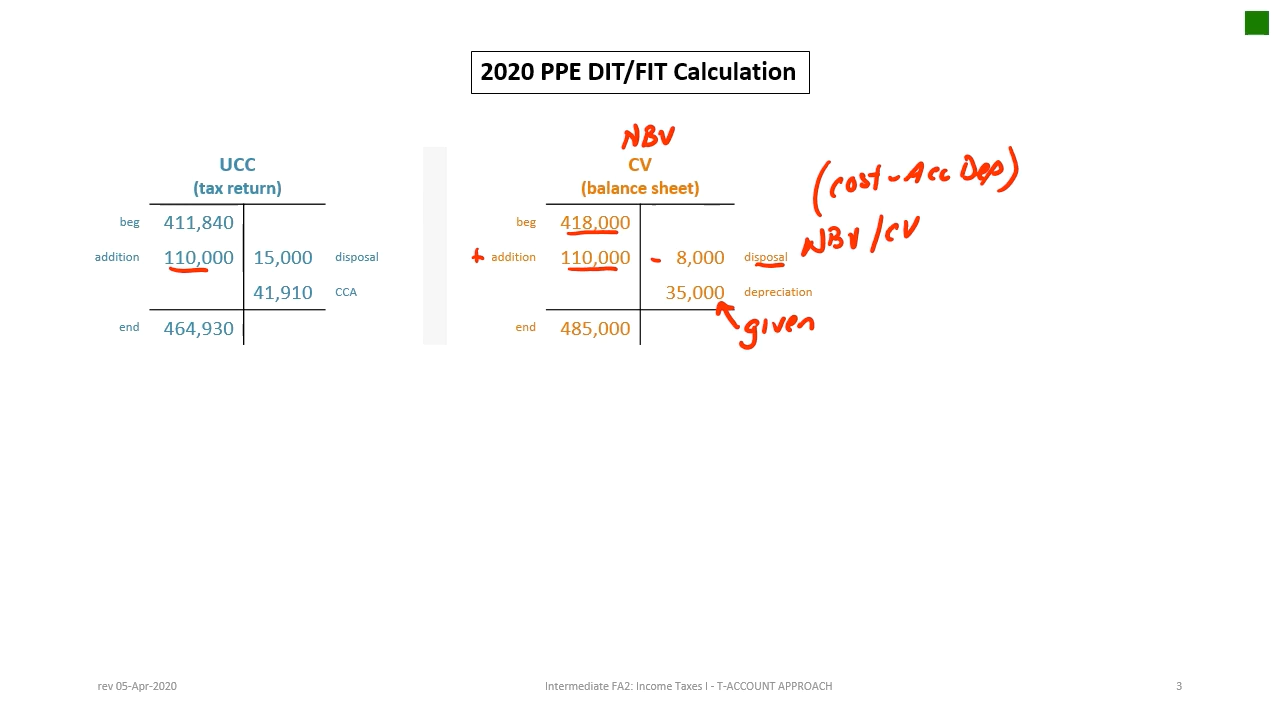 2020 PPE DIT/FIT Calculation
UCC
(tax return)
beg 411,840
addition 110,000 15,000 disposal
41,910 CCA
end 464,930
NBV
CV
(balance sheet)
beg 418,000
+ addition 110,000 - 8,000 disposal
35,000 depreciation
end 485,000
given
(cost - Acc Dep)
NBV/CV
rev 05-Apr-2020
Intermediate FA2: Income Taxes I - T-ACCOUNT APPROACH
3